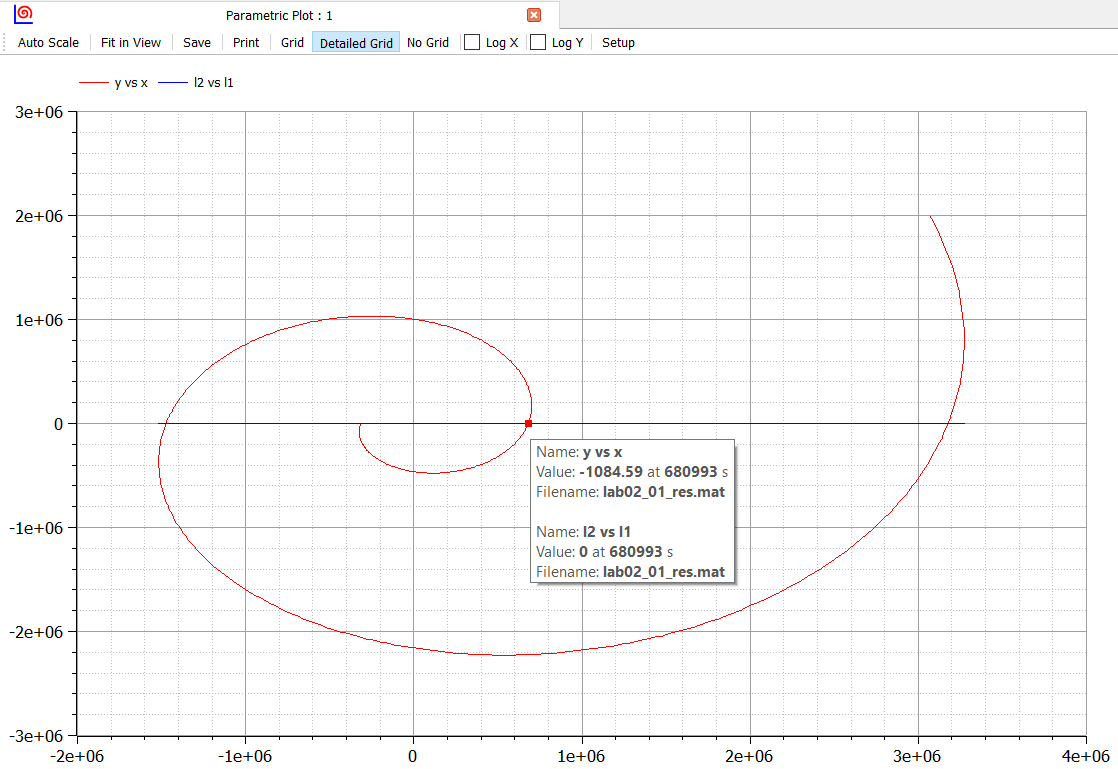 Parametric Plot : 1
Auto Scale Fit in View Save Print Grid Detailed Grid No Grid Log X Log Y Setup
y vs x l2 vs l1
3e+06
2e+06
1e+06
0
-1e+06
-2e+06
-3e+06
-2e+06 -1e+06 0 1e+06 2e+06 3e+06 4e+06
Name: y vs x
Value: -1084.59 at 680993 s
Filename: lab02_01_res.mat
Name: l2 vs l1
Value: 0 at 680993 s
Filename: lab02_01_res.mat